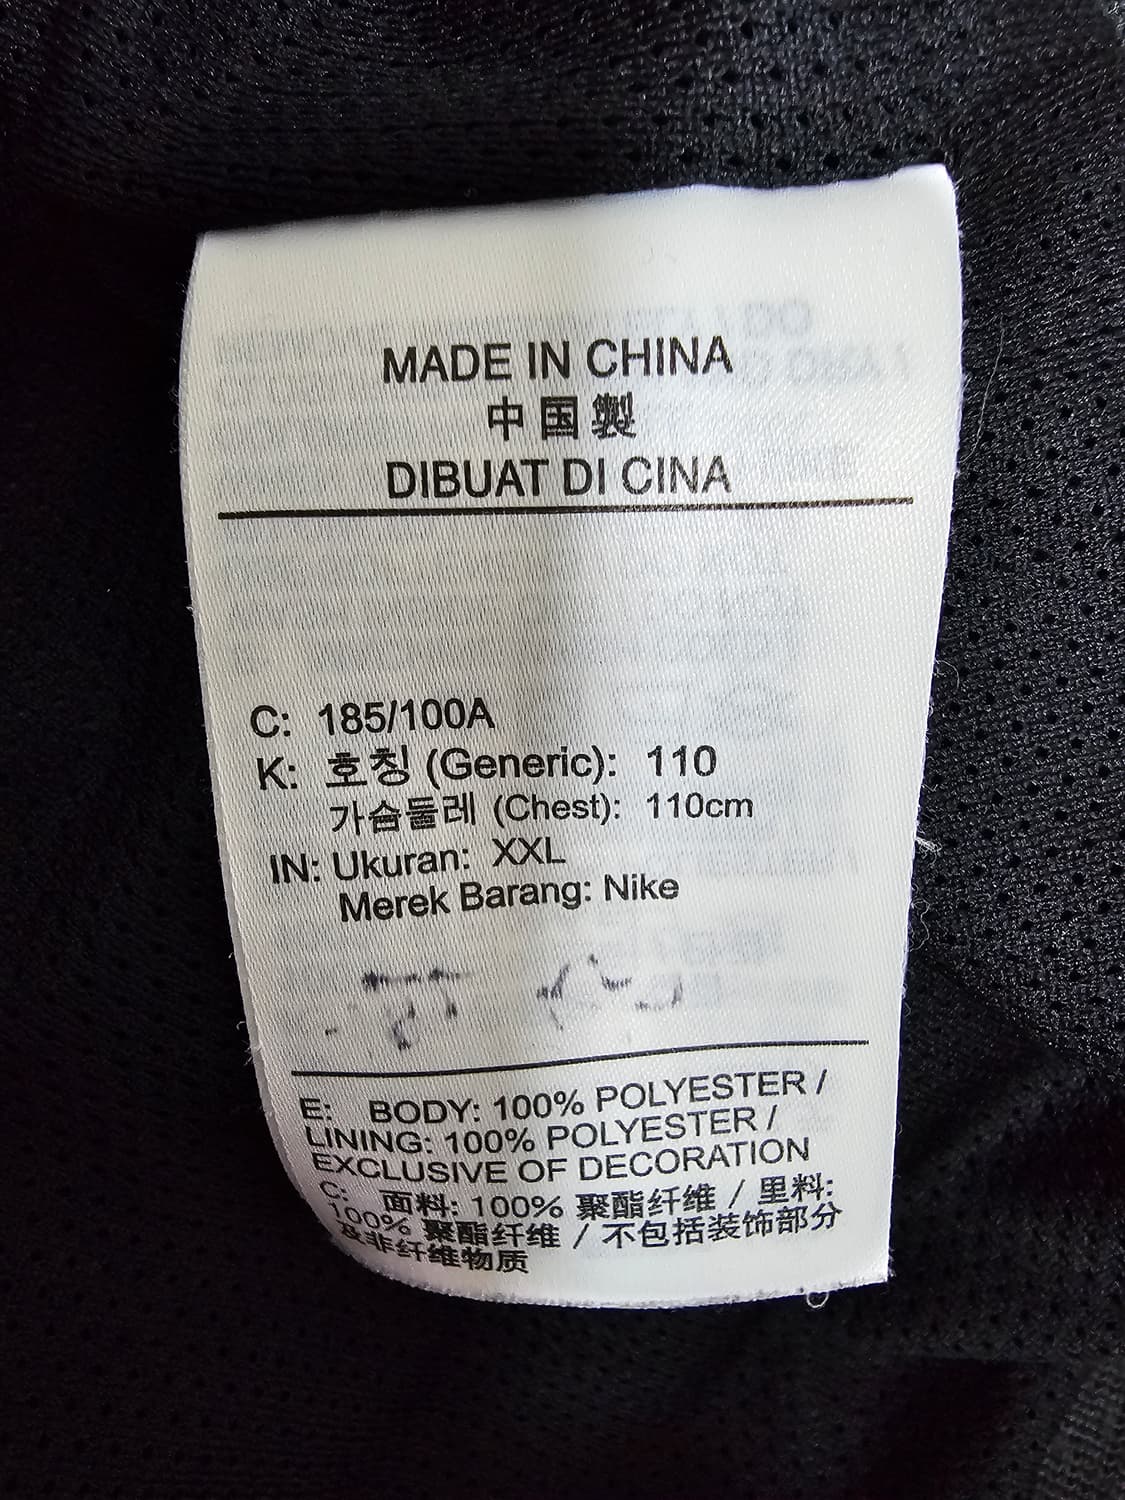 MADE IN CHINA
中国製
DIBUAT DI CINA
C: 185/100A
K: 호칭 (Generic): 110
가슴둘레 (Chest): 110cm
IN: Ukuran: XXL
Merek Barang: Nike
E: BODY: 100% POLYESTER /
LINING: 100% POLYESTER /
EXCLUSIVE OF DECORATION
C: 面料: 100% 聚酯纤维 / 里料:
100% 聚酯纤维 / 不包括装饰部分
及非纤维物质